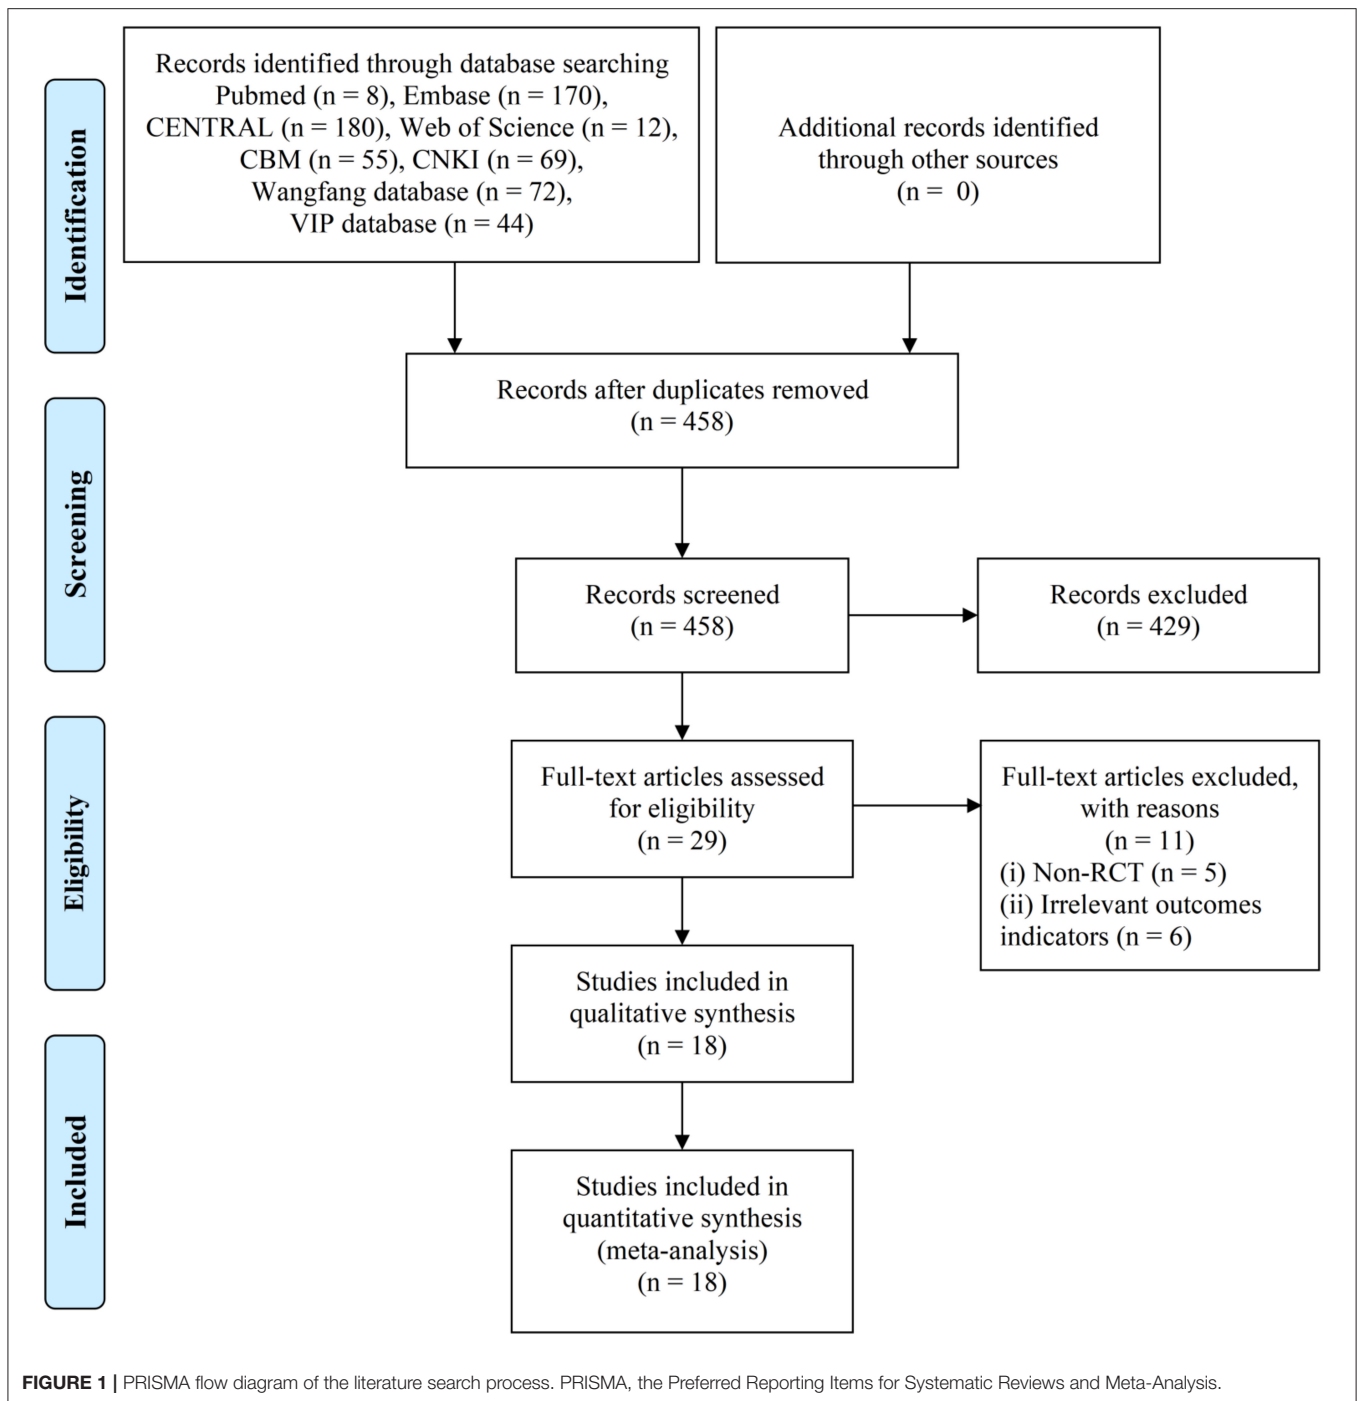 Identification
Records identified through database searching
Pubmed (n = 8), Embase (n = 170),
CENTRAL (n = 180), Web of Science (n = 12),
CBM (n = 55), CNKI (n = 69),
Wangfang database (n = 72),
VIP database (n = 44)
Additional records identified
through other sources
(n =  0)
Screening
Records after duplicates removed
(n = 458)
Records screened
(n = 458)
Records excluded
(n = 429)
Eligibility
Full-text articles assessed
for eligibility
(n = 29)
Full-text articles excluded,
with reasons
(n = 11)
(i) Non-RCT (n = 5)
(ii) Irrelevant outcomes
indicators (n = 6)
Studies included in
qualitative synthesis
(n = 18)
Included
Studies included in
quantitative synthesis
(meta-analysis)
(n = 18)
FIGURE 1 | PRISMA flow diagram of the literature search process. PRISMA, the Preferred Reporting Items for Systematic Reviews and Meta-Analysis.